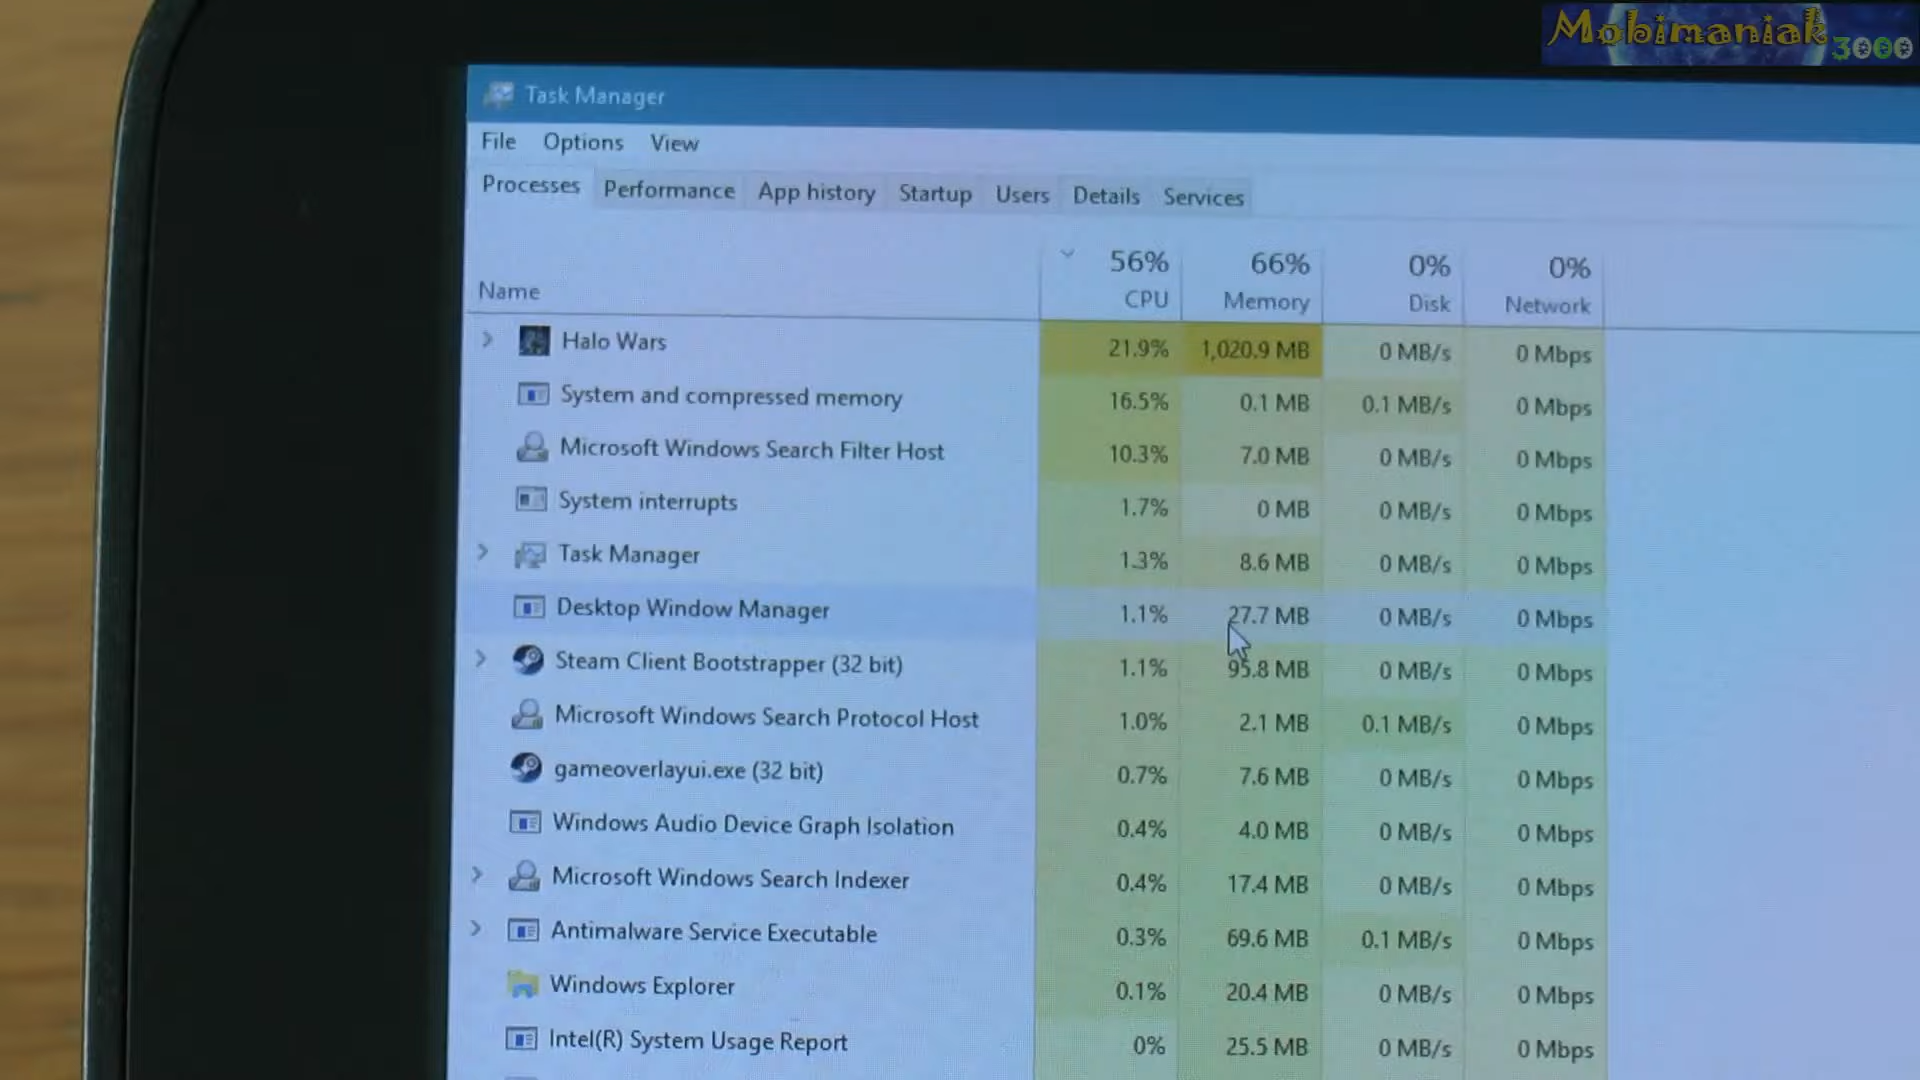 Mobimaniak 3000
Task Manager
File Options View
Processes Performance App history Startup Users Details Services
56% 66% 0% 0%
Name CPU Memory Disk Network
Halo Wars 21.9% 1,020.9 MB 0 MB/s 0 Mbps
System and compressed memory 16.5% 0.1 MB 0.1 MB/s 0 Mbps
Microsoft Windows Search Filter Host 10.3% 7.0 MB 0 MB/s 0 Mbps
System interrupts 1.7% 0 MB 0 MB/s 0 Mbps
Task Manager 1.3% 8.6 MB 0 MB/s 0 Mbps
Desktop Window Manager 1.1% 27.7 MB 0 MB/s 0 Mbps
Steam Client Bootstrapper (32 bit) 1.1% 95.8 MB 0 MB/s 0 Mbps
Microsoft Windows Search Protocol Host 1.0% 2.1 MB 0.1 MB/s 0 Mbps
gameoverlayui.exe (32 bit) 0.7% 7.6 MB 0 MB/s 0 Mbps
Windows Audio Device Graph Isolation 0.4% 4.0 MB 0 MB/s 0 Mbps
Microsoft Windows Search Indexer 0.4% 17.4 MB 0 MB/s 0 Mbps
Antimalware Service Executable 0.3% 69.6 MB 0.1 MB/s 0 Mbps
Windows Explorer 0.1% 20.4 MB 0 MB/s 0 Mbps
Intel(R) System Usage Report 0% 25.5 MB 0 MB/s 0 Mbps